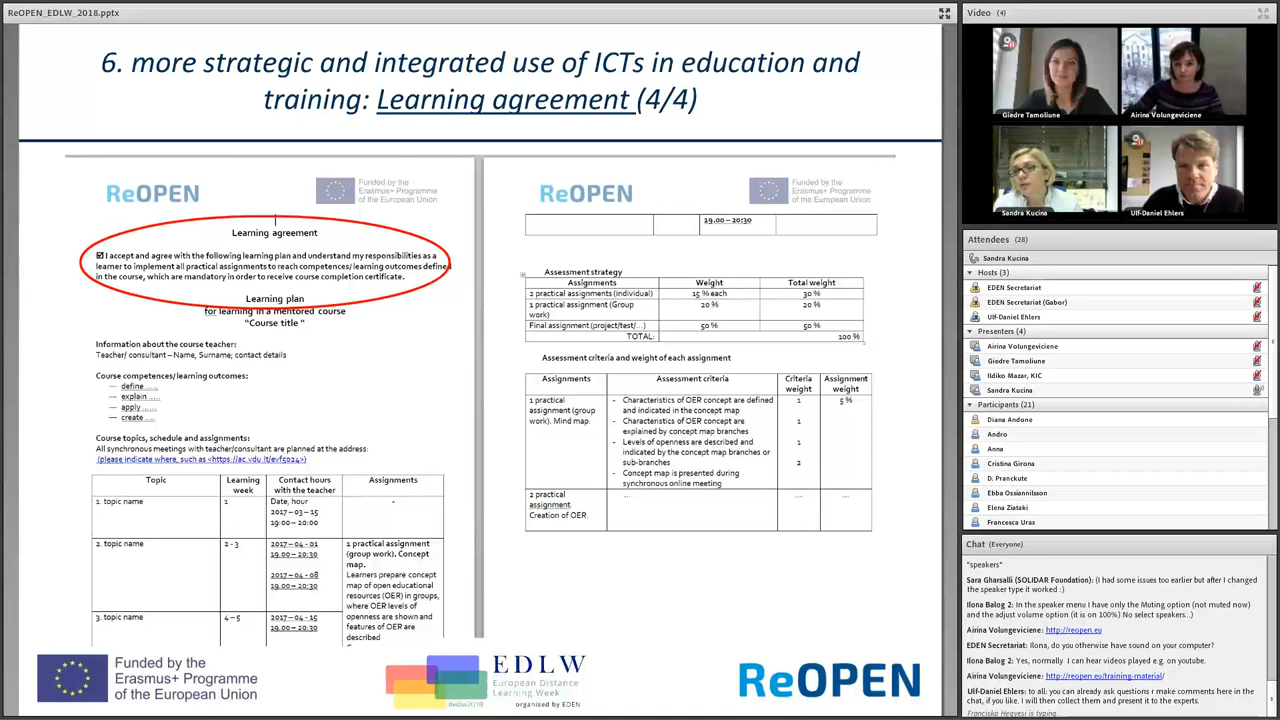 ReOPEN_EDLW_2018.pptx
6. more strategic and integrated use of ICTs in education and
training: Learning agreement (4/4)
ReOPEN
Funded by the
Erasmus+ Programme
of the European Union
Learning agreement
I accept and agree with the following learning plan and understand my responsibilities as a
learner to implement all practical assignments to reach competences/ learning outcomes defined
in the course, which are mandatory in order to receive course completion certificate.
Learning plan
for learning in a mentored course
"Course title "
Information about the course teacher:
Teacher/ consultant – Name, Surname; contact details
Course competences/learning outcomes:
— define .....
— explain .....
— apply ......
— create ....
Course topics, schedule and assignments:
All synchronous meetings with teacher/consultant are planned at the address:
(please indicate where, such as <https://ac.vdu.lt/evf5024>)
Topic
Learning
week
Contact hours
with the teacher
Assignments
1. topic name
1
Date, hour
2017 – 03 – 15
19:00 – 20:00
-
2. topic name
2 - 3
2017 – 04 - 01
19.00 – 20:30
2017 – 04 - 08
19.00 – 20:30
1 practical assignment
(group work). Concept
map.
Learners prepare concept
map of open educational
resources (OER) in groups,
where OER levels of
openness are shown and
features of OER are
described
3. topic name
4 – 5
2017 – 04 - 15
19.00 – 20:30
ReOPEN
Funded by the
Erasmus+ Programme
of the European Union
19.00 – 20:30
Assessment strategy
Assignments Weight Total weight
2 practical assignments (individual) 15 % each 30 %
1 practical assignment (Group
work)
20 % 20 %
Final assignment (project/test/...) 50 % 50 %
TOTAL: 100 %
Assessment criteria and weight of each assignment
Assignments
Assessment criteria
Criteria
weight
Assignment
weight
1 practical
assignment (group
work). Mind map.
- Characteristics of OER concept are defined
and indicated in the concept map
- Characteristics of OER concept are
explained by concept map branches
- Levels of openness are described and
indicated by the concept map branches or
sub-branches
- Concept map is presented during
synchronous online meeting
1
1
1
2
5 %
2 practical
assignment.
Creation of OER.
...
...
...
Funded by the
Erasmus+ Programme
of the European Union
EDLW
European Distance
Learning Week
#edlw2018
organised by EDEN
ReOPEN
Video (4)
Giedre Tamoliune
Airina Volungeviciene
Sandra Kucina
Ulf-Daniel Ehlers
Attendees (28)
Sandra Kucina
Hosts (3)
EDEN Secretariat
EDEN Secretariat (Gabor)
Ulf-Daniel Ehlers
Presenters (4)
Airina Volungeviciene
Giedre Tamoliune
Ildiko Mazar, KIC
Sandra Kucina
Participants (21)
Diana Andone
Andro
Anna
Cristina Girona
D. Pranckute
Ebba Ossiannilsson
Elena Ziataki
Francesca Uras
Chat (Everyone)
"speakers"
Sara Gharsalli (SOLIDAR Foundation): (I had some issues too earlier but after I changed
the speaker type it worked :)
Ilona Balog 2: In the speaker menu I have only the Muting option (not muted now) and
the adjust volume option (it is on 100%) No select speakers...)
Airina Volungeviciene: http://reopen.eu
EDEN Secretariat: Ilona, do you otherwise have sound on your computer?
Ilona Balog 2: Yes, normally I can hear videos played e.g. on youtube.
Airina Volungeviciene: http://reopen.eu/training-material/
Ulf-Daniel Ehlers: to all: you can already ask questions r make comments here in the
chat, if you like. I will then collect them and present it to the experts.
Franciska Hegyesi is typing...